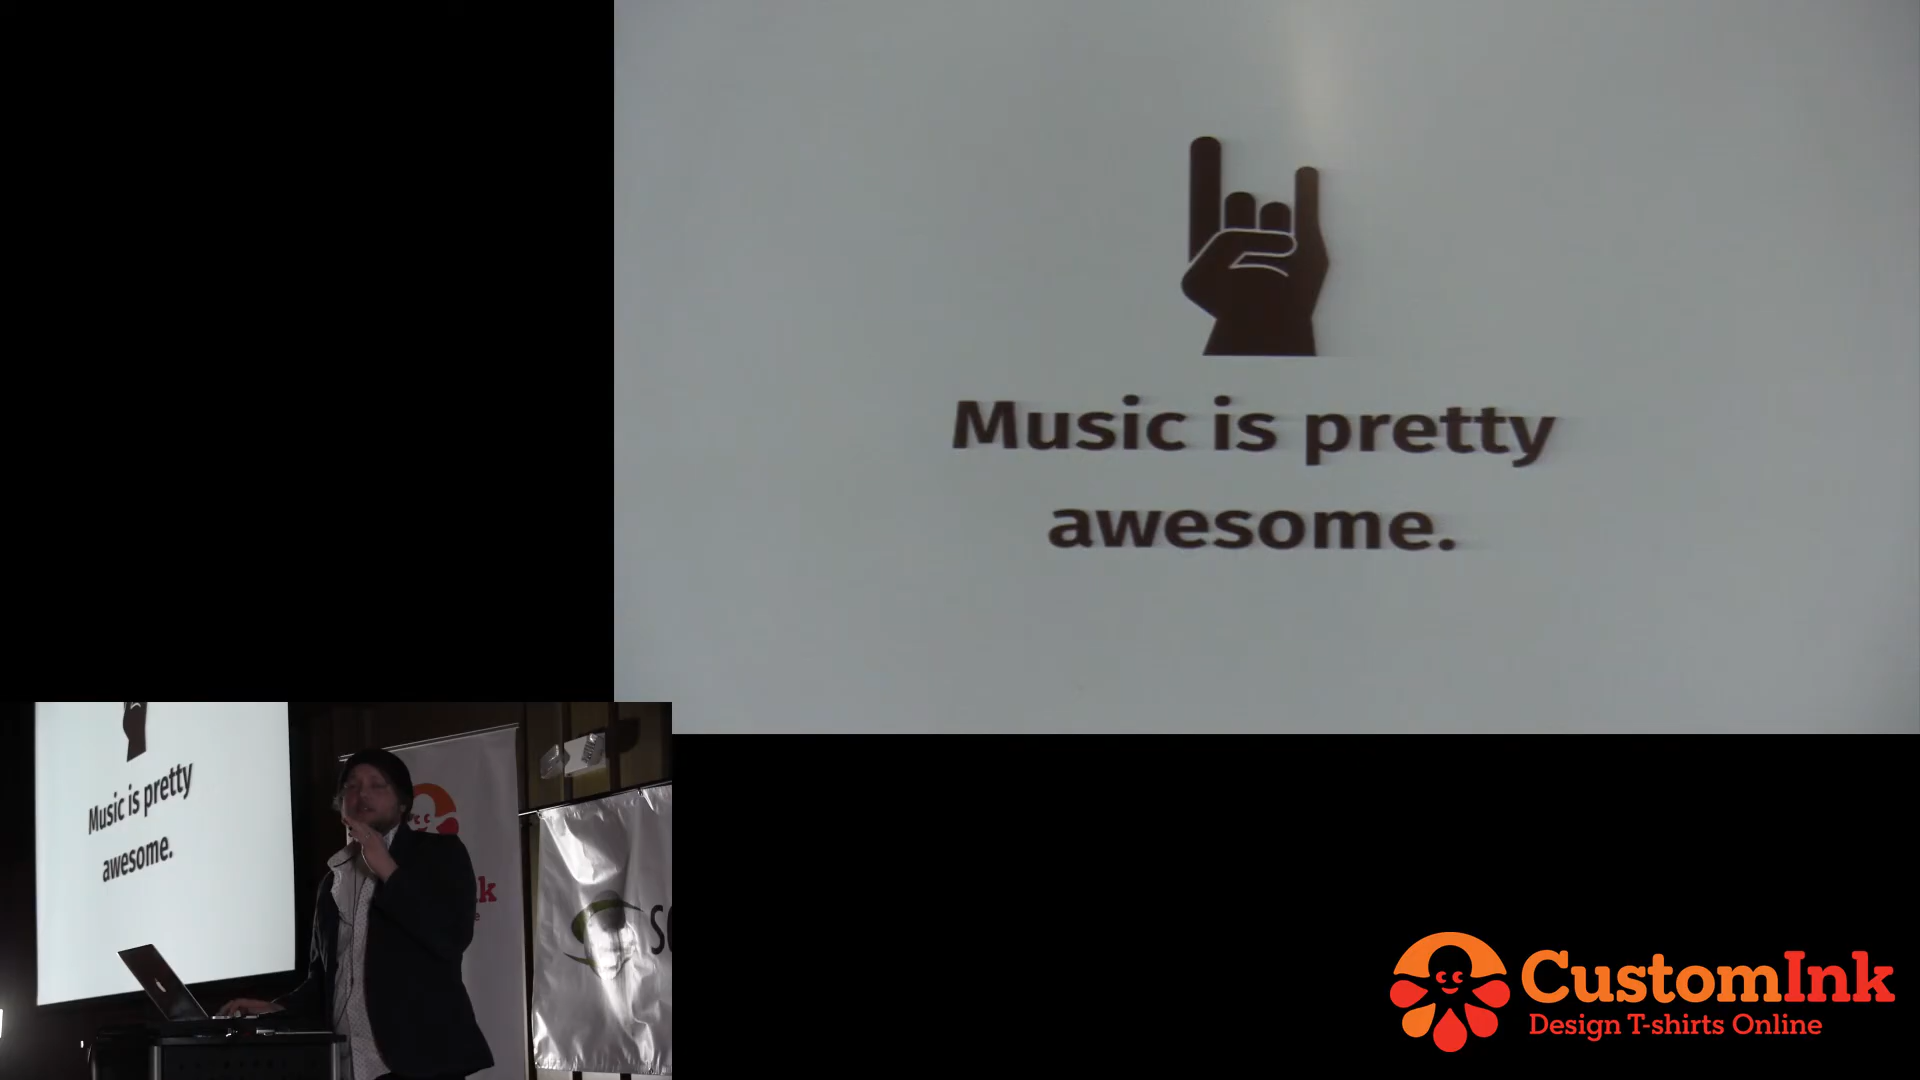 Music is pretty
awesome.
Music is pretty
awesome.
CustomInk
Design T-shirts Online